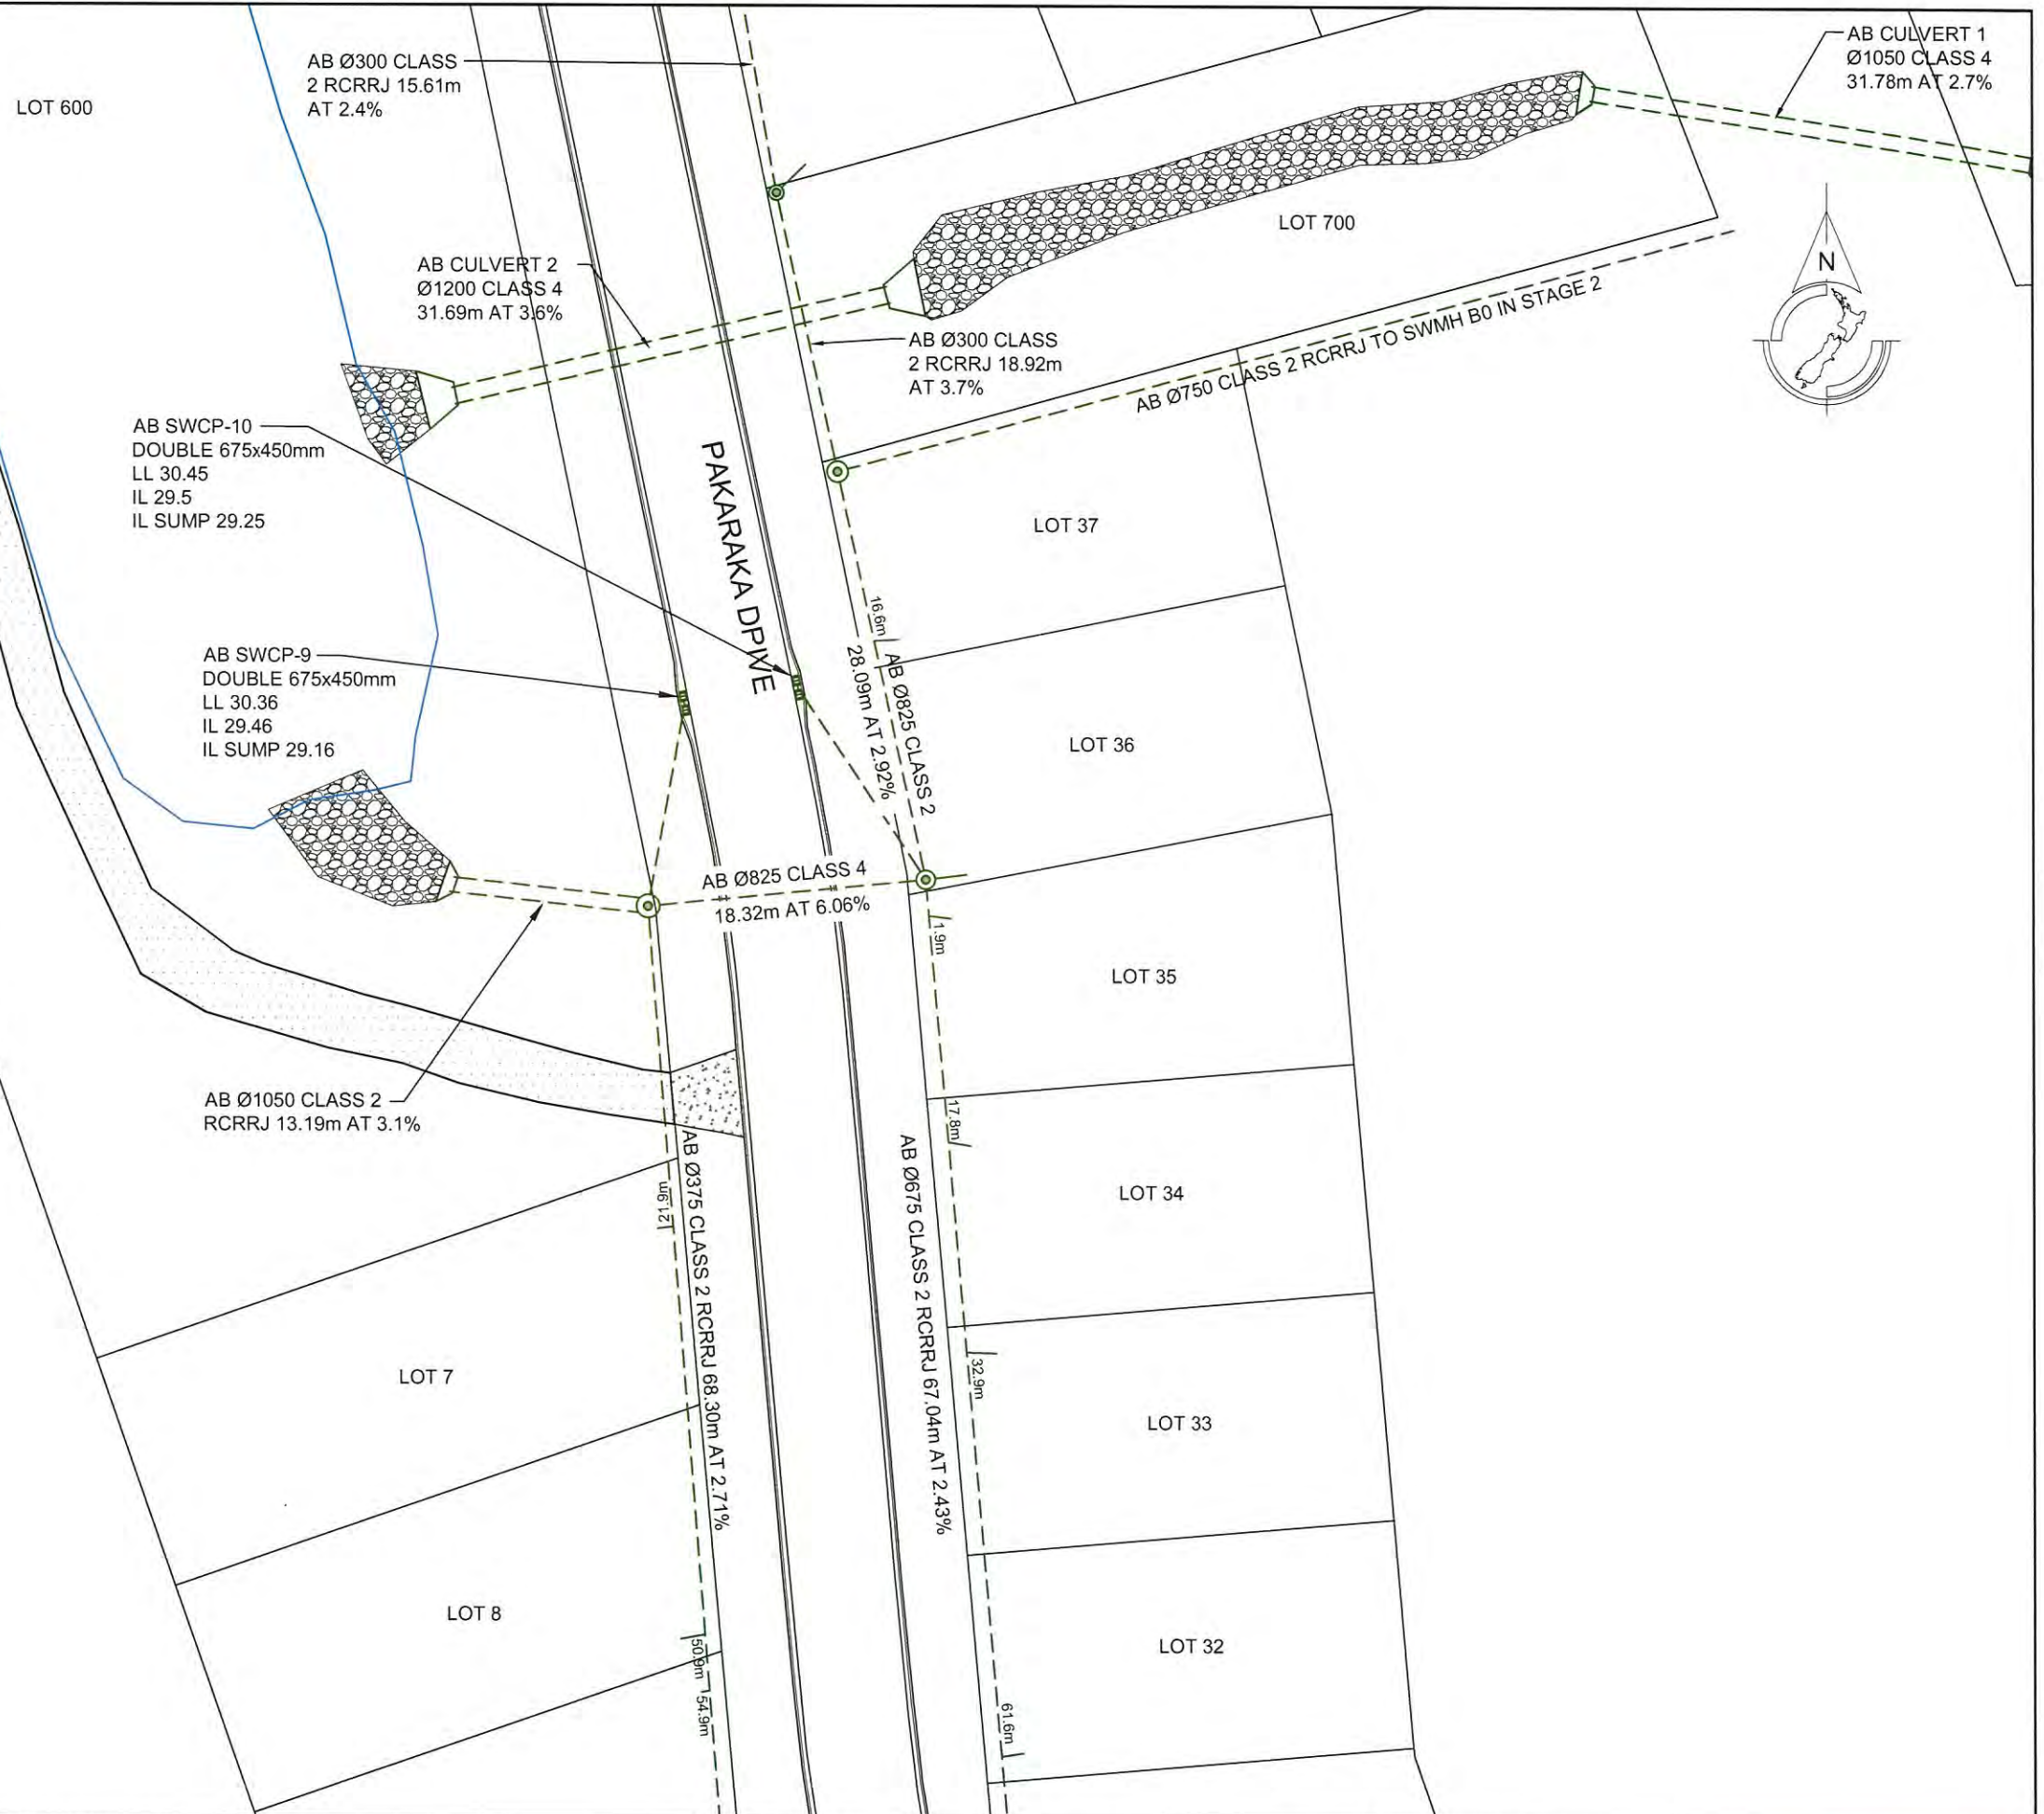 AB Ø300 CLASS
2 RCRRJ 15.61m
AT 2.4%
AB CULVERT 1
Ø1050 CLASS 4
31.78m AT 2.7%
LOT 600
LOT 700
N
AB CULVERT 2
Ø1200 CLASS 4
31.69m AT 3.6%
AB Ø300 CLASS
2 RCRRJ 18.92m
AT 3.7%
AB Ø750 CLASS 2 RCRRJ TO SWMH B0 IN STAGE 2
AB SWCP-10
DOUBLE 675x450mm
LL 30.45
IL 29.5
IL SUMP 29.25
PAKARAKA DPIVE
LOT 37
16.6m
AB Ø825 CLASS 2
28.09m AT 2.92%
AB SWCP-9
DOUBLE 675x450mm
LL 30.36
IL 29.46
IL SUMP 29.16
LOT 36
AB Ø825 CLASS 4
18.32m AT 6.06%
1.9m
LOT 35
AB Ø1050 CLASS 2
RCRRJ 13.19m AT 3.1%
17.8m
AB Ø375 CLASS 2 RCRRJ 68.30m AT 2.71%
AB Ø675 CLASS 2 RCRRJ 67.04m AT 2.43%
21.9m
LOT 34
LOT 7
32.9m
LOT 33
LOT 8
50.9m
54.9m
LOT 32
61.6m